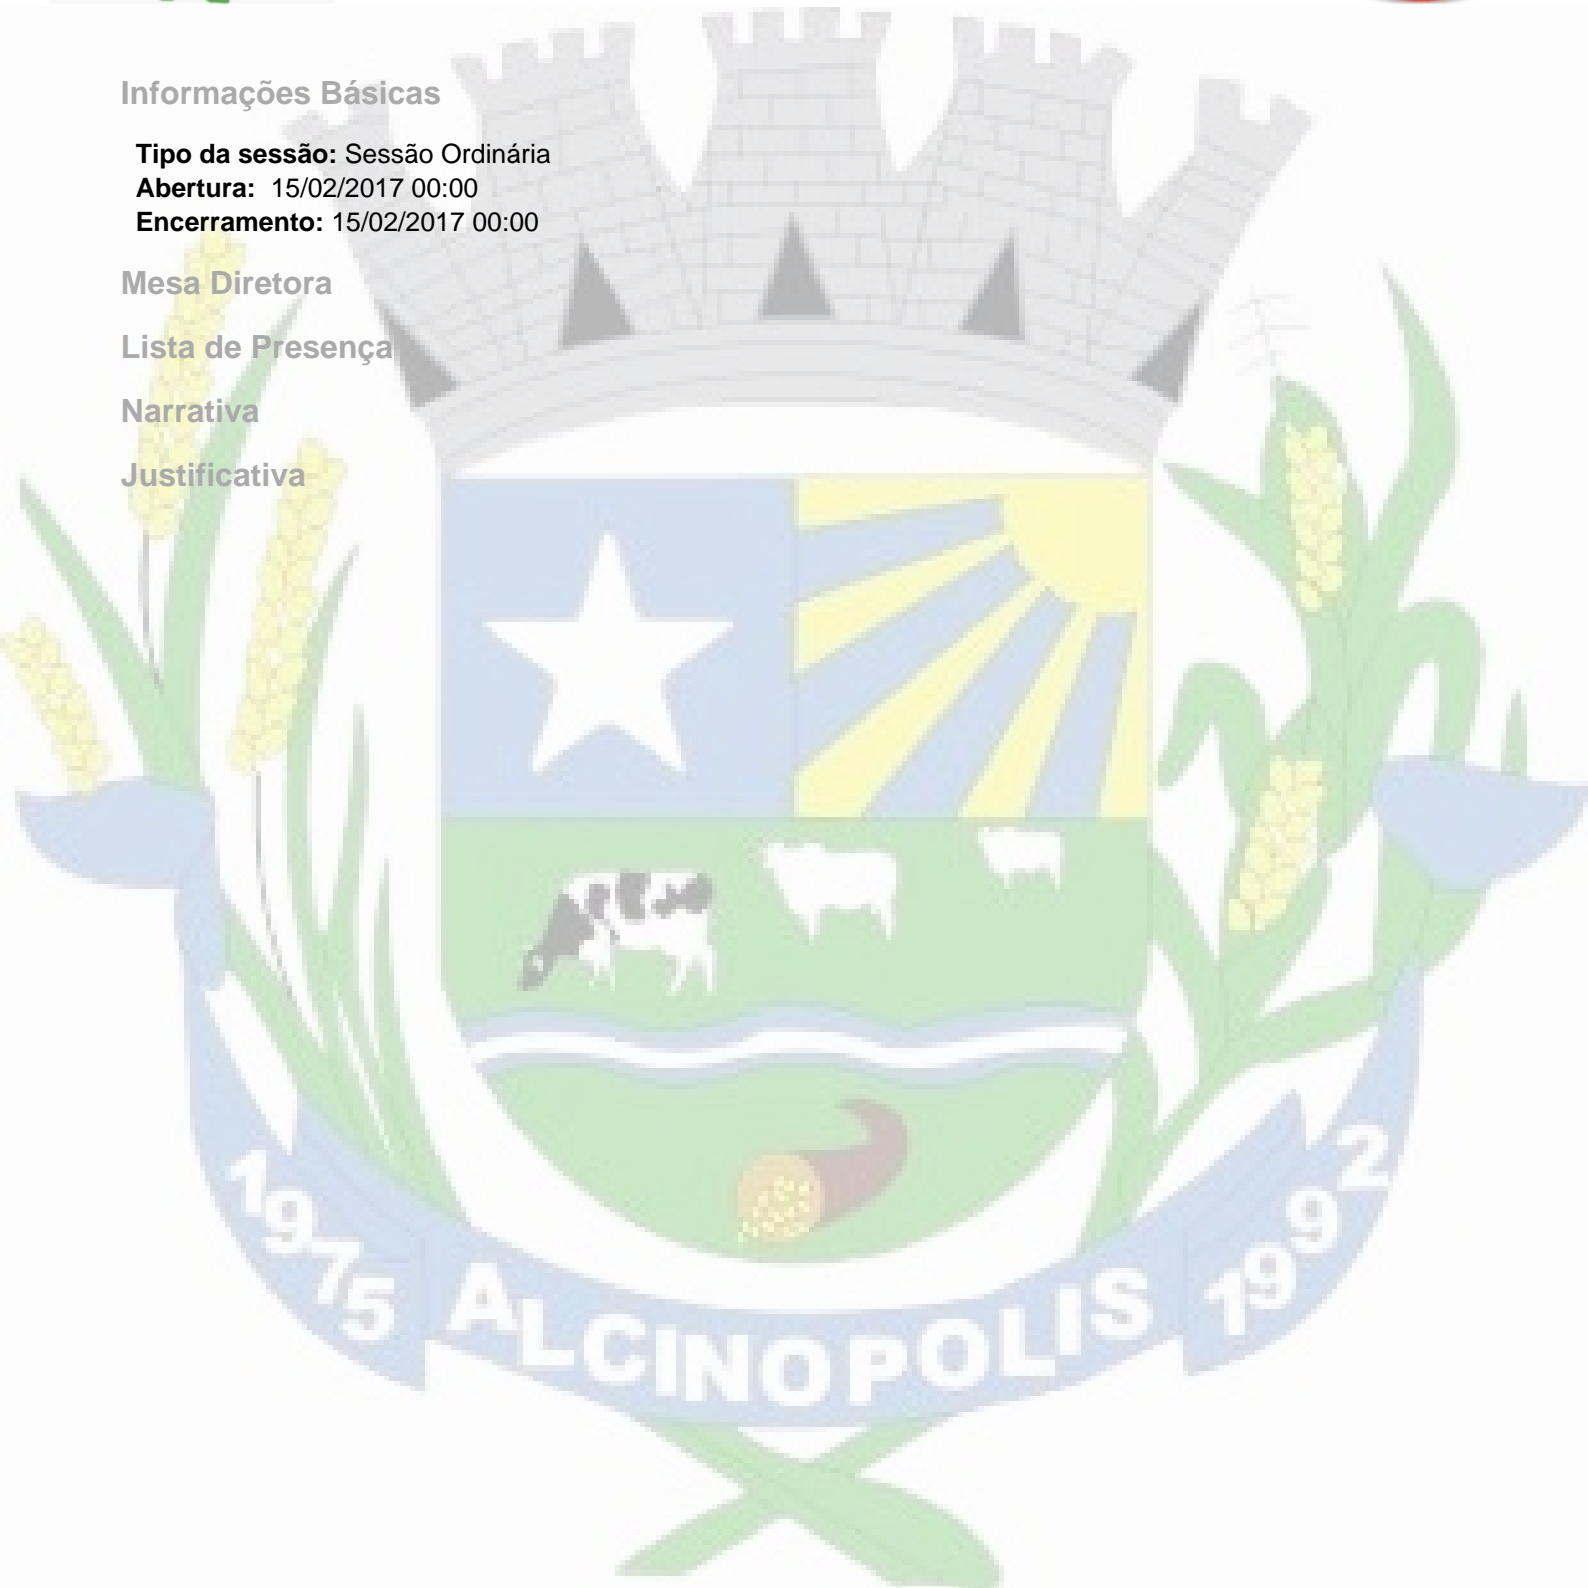 Informações Básicas
Tipo da sessão: Sessão Ordinária
Abertura: 15/02/2017 00:00
Encerramento: 15/02/2017 00:00
Mesa Diretora
Lista de Presença
Narrativa
Justificativa
1975 ALCINOPOLIS 1992